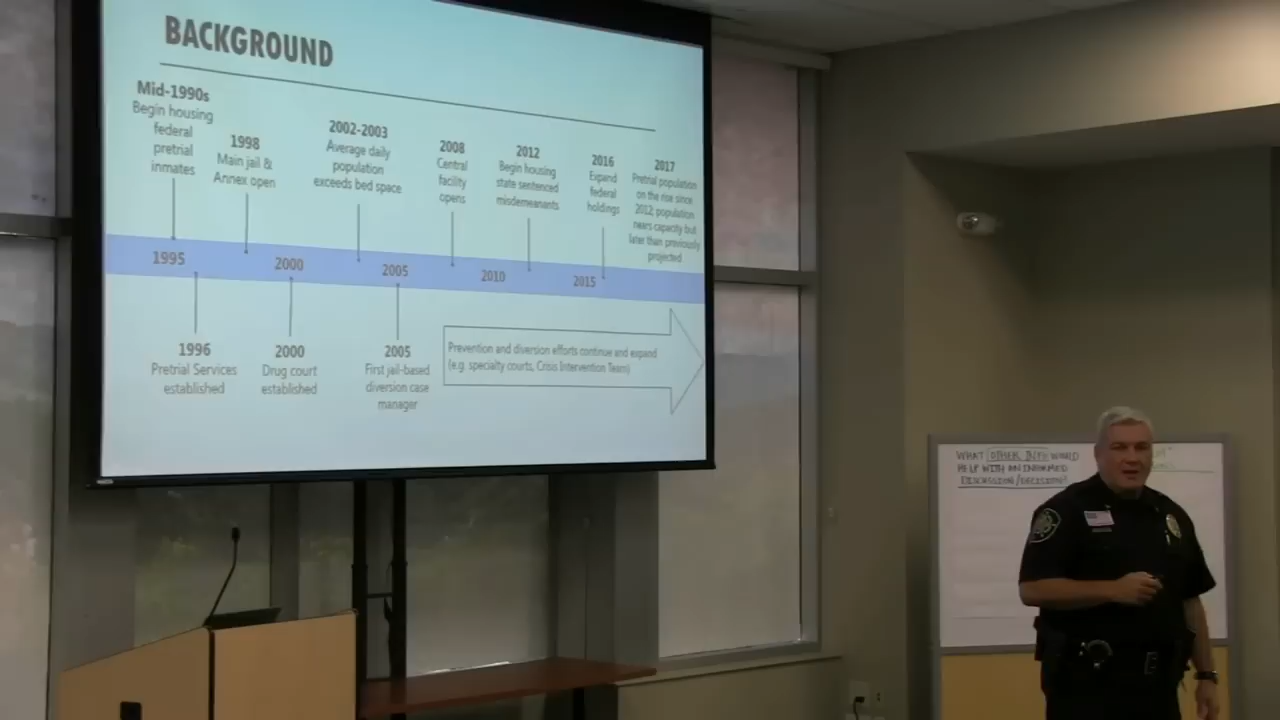 BACKGROUND
Mid-1990s
Begin housing
federal
pretrial
inmates
1998
Main jail &
Annex open
2002-2003
Average daily
population
exceeds bed space
2008
Central
facility
opens
2012
Begin housing
state sentenced
misdemeanants
2016
Expand
federal
holdings
2017
Pretrial population
on the rise since
2012; population
nears capacity but
later than previously
projected
1995
2000
2005
2010
2015
1996
Pretrial Services
established
2000
Drug court
established
2005
First jail-based
diversion case
manager
Prevention and diversion efforts continue and expand
(e.g. specialty courts, Crisis Intervention Team)
WHAT OTHER INFO WOULD
HELP WITH AN INFORMED
DISCUSSION/DECISION?